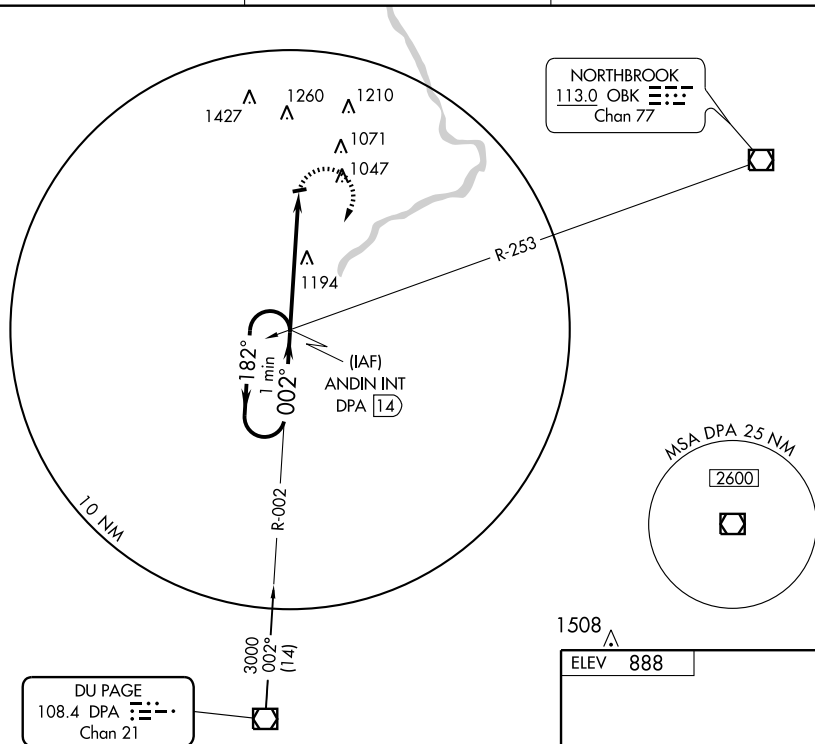 NORTHBROOK
113.0 OBK
Chan 77
1427
1260
1210
1071
1047
R-253
1194
182°
1 min
002°
(IAF)
ANDIN INT
DPA 14
MSA DPA 25 NM
2600
R-002
10 NM
3000
002°
(14)
1508
ELEV 888
DU PAGE
108.4 DPA
Chan 21